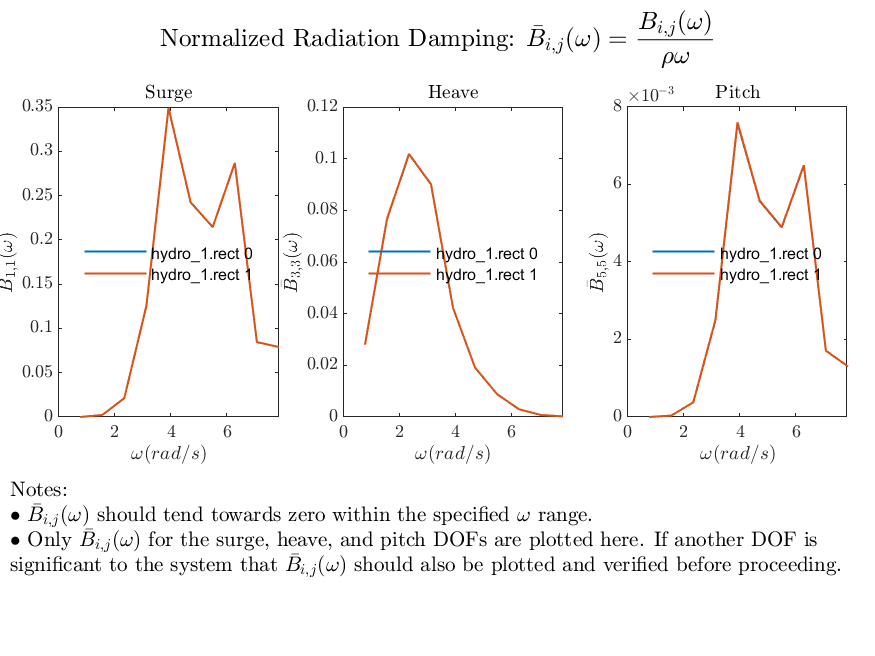 Normalized Radiation Damping: B̄_{i,j}(ω) = B_{i,j}(ω) / ρω
Surge
0.35
0.3
0.25
0.2
0.15
0.1
0.05
0
B̄_{1,1}(ω)
hydro_1.rect 0
hydro_1.rect 1
0 2 4 6
ω(rad/s)
Heave
0.12
0.1
0.08
0.06
0.04
0.02
0
B̄_{3,3}(ω)
hydro_1.rect 0
hydro_1.rect 1
0 2 4 6
ω(rad/s)
×10⁻³ Pitch
8
6
4
2
0
B̄_{5,5}(ω)
hydro_1.rect 0
hydro_1.rect 1
0 2 4 6
ω(rad/s)
Notes:
• B̄_{i,j}(ω) should tend towards zero within the specified ω range.
• Only B̄_{i,j}(ω) for the surge, heave, and pitch DOFs are plotted here. If another DOF is
significant to the system that B̄_{i,j}(ω) should also be plotted and verified before proceeding.